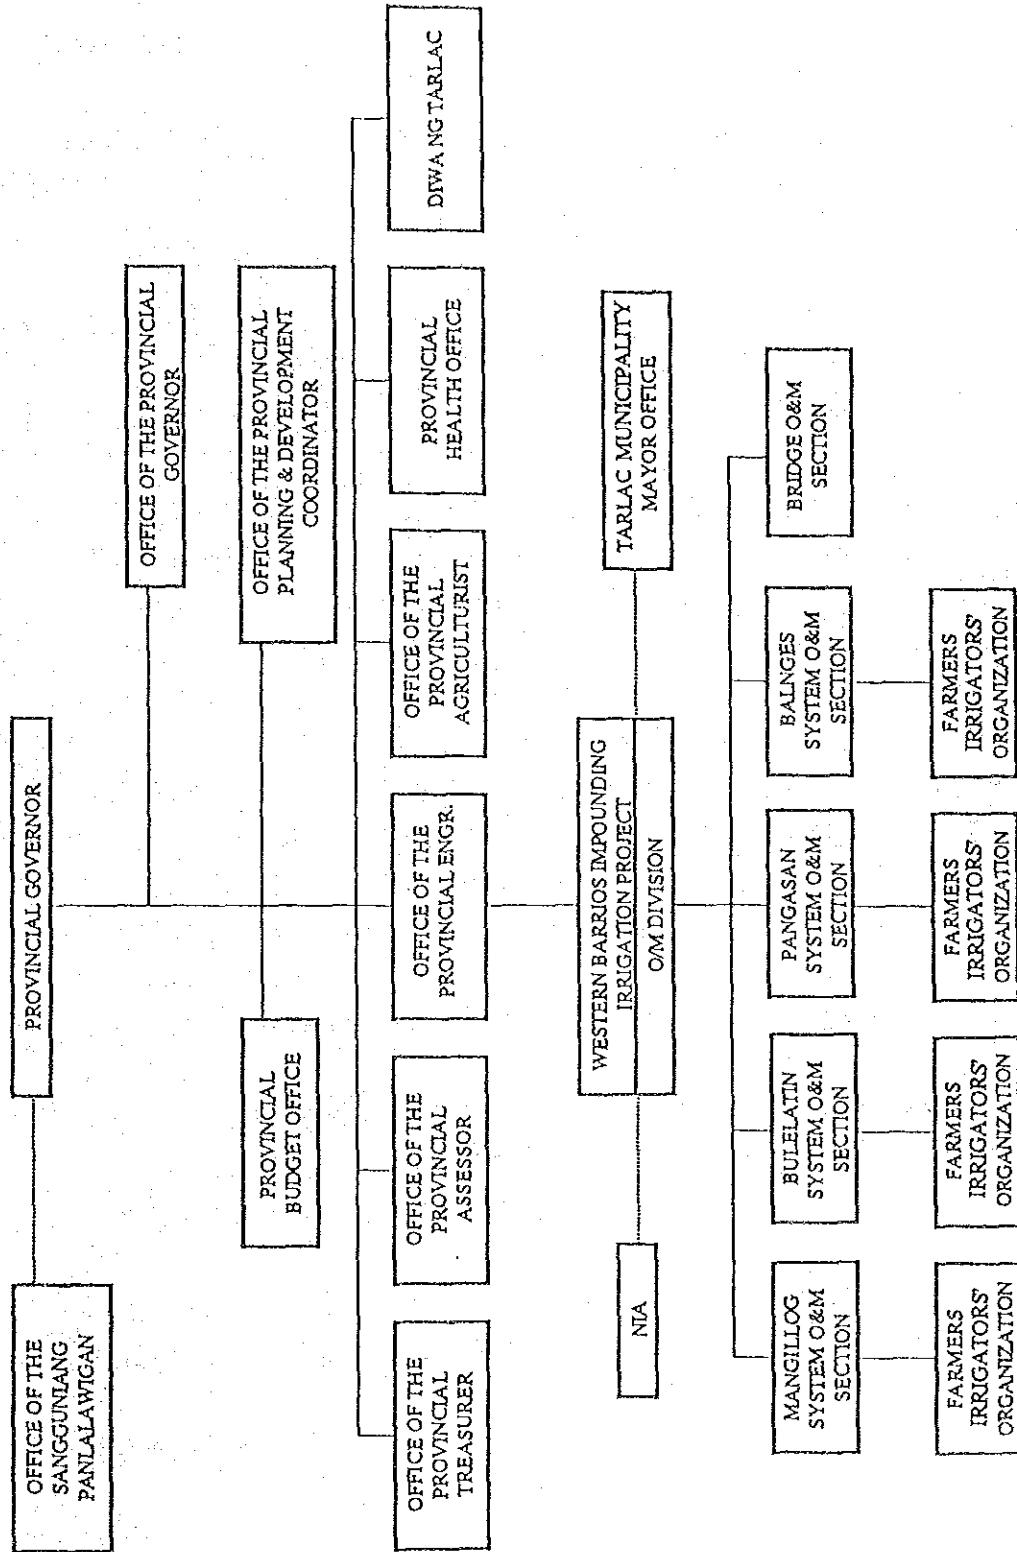 PROVINCIAL GOVERNOR
OFFICE OF THE
SANGGUNIANG
PANLALAWIGAN
OFFICE OF THE PROVINCIAL
GOVERNOR
PROVINCIAL
BUDGET OFFICE
OFFICE OF THE PROVINCIAL
PLANNING & DEVELOPMENT
COORDINATOR
OFFICE OF THE
PROVINCIAL
TREASURER
OFFICE OF THE
PROVINCIAL
ASSESSOR
OFFICE OF THE
PROVINCIAL ENGR.
OFFICE OF THE
PROVINCIAL
AGRICULTURIST
PROVINCIAL
HEALTH OFFICE
DIWA NG TARLAC
NIA
WESTERN BARRIOS IMPOUNDING
IRRIGATION PROJECT
O/M DIVISION
TARLAC MUNICIPALITY
MAYOR OFFICE
MANGILLOG
SYSTEM O&M
SECTION
BULELATIN
SYSTEM O&M
SECTION
PANGASAN
SYSTEM O&M
SECTION
BALNGES
SYSTEM O&M
SECTION
BRIDGE O&M
SECTION
FARMERS
IRRIGATORS'
ORGANIZATION
FARMERS
IRRIGATORS'
ORGANIZATION
FARMERS
IRRIGATORS'
ORGANIZATION
FARMERS
IRRIGATORS'
ORGANIZATION